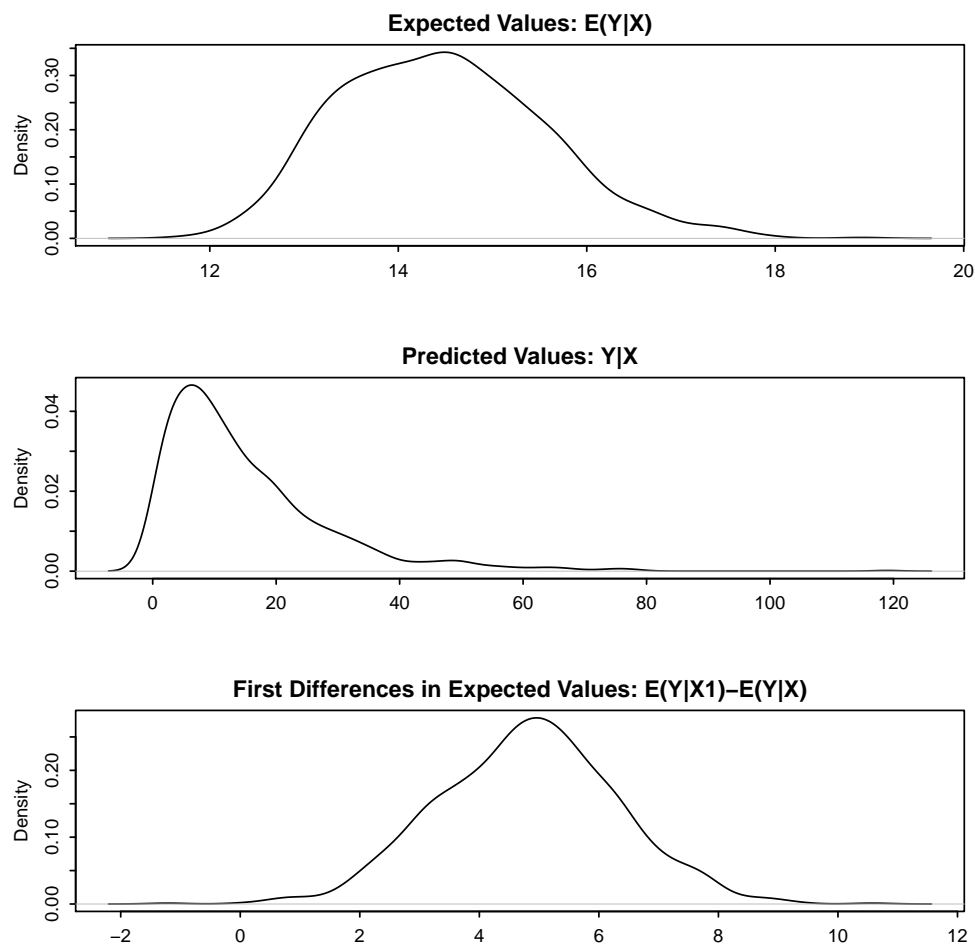 Expected Values: E(Y|X)
Density
0.00 0.10 0.20 0.30
12 14 16 18 20
Predicted Values: Y|X
Density
0.00 0.02 0.04
0 20 40 60 80 100 120
First Differences in Expected Values: E(Y|X1)−E(Y|X)
Density
0.00 0.10 0.20
−2 0 2 4 6 8 10 12